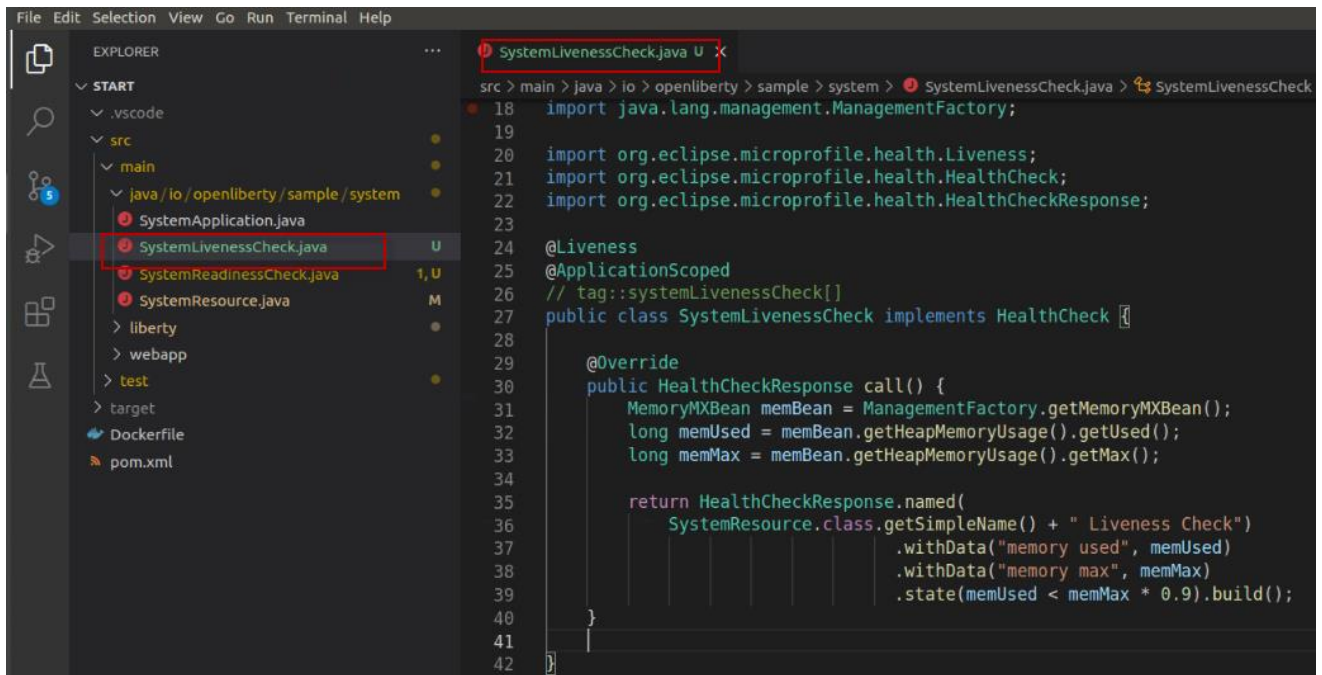 File Edit Selection View Go Run Terminal Help
EXPLORER
START
.vscode
src
main
java/io/openliberty/sample/system
SystemApplication.java
SystemLivenessCheck.java U
SystemReadinessCheck.java 1, U
SystemResource.java M
liberty
webapp
test
target
Dockerfile
pom.xml
5
SystemLivenessCheck.java U
src > main > java > io > openliberty > sample > system > SystemLivenessCheck.java > SystemLivenessCheck
18 import java.lang.management.ManagementFactory;
19
20 import org.eclipse.microprofile.health.Liveness;
21 import org.eclipse.microprofile.health.HealthCheck;
22 import org.eclipse.microprofile.health.HealthCheckResponse;
23
24 @Liveness
25 @ApplicationScoped
26 // tag::systemLivenessCheck[]
27 public class SystemLivenessCheck implements HealthCheck {
28
29 @Override
30 public HealthCheckResponse call() {
31 MemoryMXBean memBean = ManagementFactory.getMemoryMXBean();
32 long memUsed = memBean.getHeapMemoryUsage().getUsed();
33 long memMax = memBean.getHeapMemoryUsage().getMax();
34
35 return HealthCheckResponse.named(
36 SystemResource.class.getSimpleName() + " Liveness Check")
37 .withData("memory used", memUsed)
38 .withData("memory max", memMax)
39 .state(memUsed < memMax * 0.9).build();
40 }
41
42 }